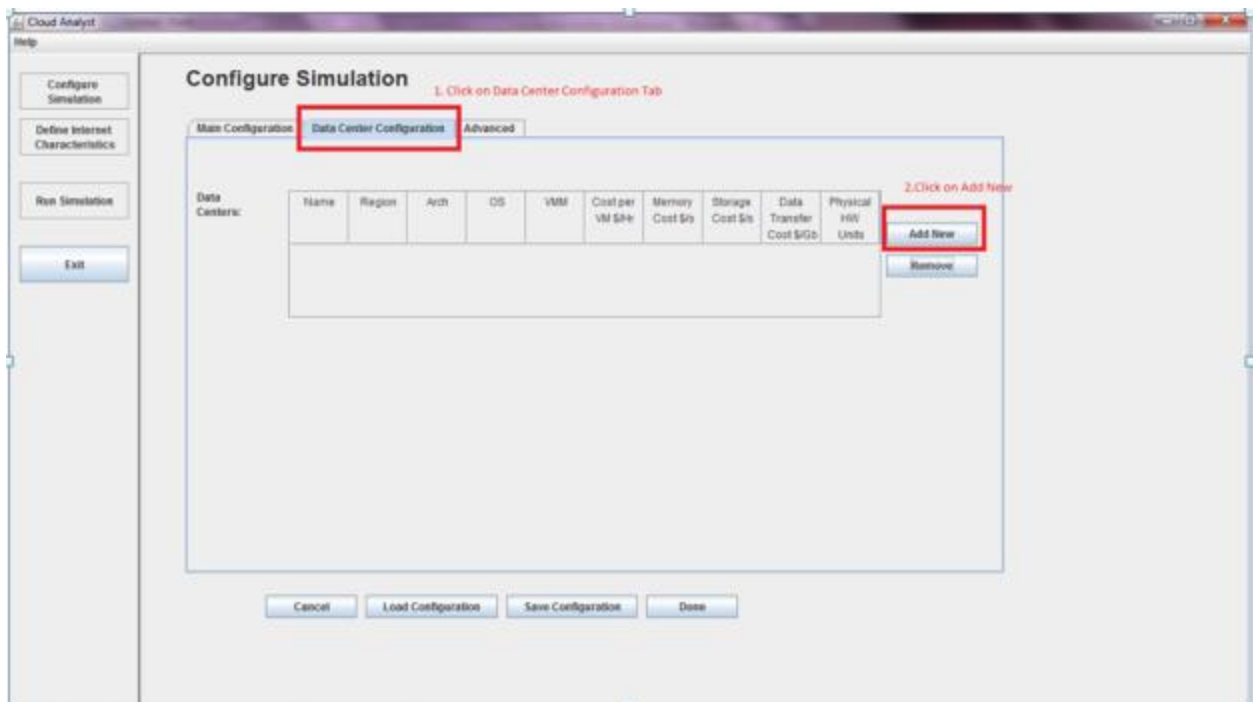 Cloud Analyst
Help
Configure Simulation
1. Click on Data Center Configuration Tab
Configure
Simulation
Define Internet
Characteristics
Run Simulation
Exit
Main Configuration Data Center Configuration Advanced
2.Click on Add New
Data
Centers:
Name Region Arch OS VMM Cost per Memory Storage Data Physical
VM $/Hr Cost $/s Cost $/s Transfer HW
Cost $/Gb Units
Add New
Remove
Cancel Load Configuration Save Configuration Done